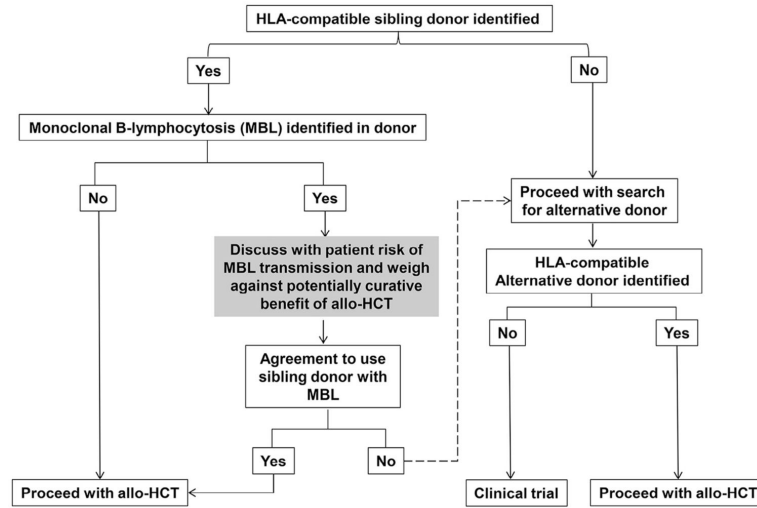 HLA-compatible sibling donor identified
Yes
No
Monoclonal B-lymphocytosis (MBL) identified in donor
No
Yes
Proceed with search
for alternative donor
Discuss with patient risk of
MBL transmission and weigh
against potentially curative
benefit of allo-HCT
HLA-compatible
Alternative donor identified
No
Yes
Agreement to use
sibling donor with
MBL
Yes
No
Proceed with allo-HCT
Clinical trial
Proceed with allo-HCT